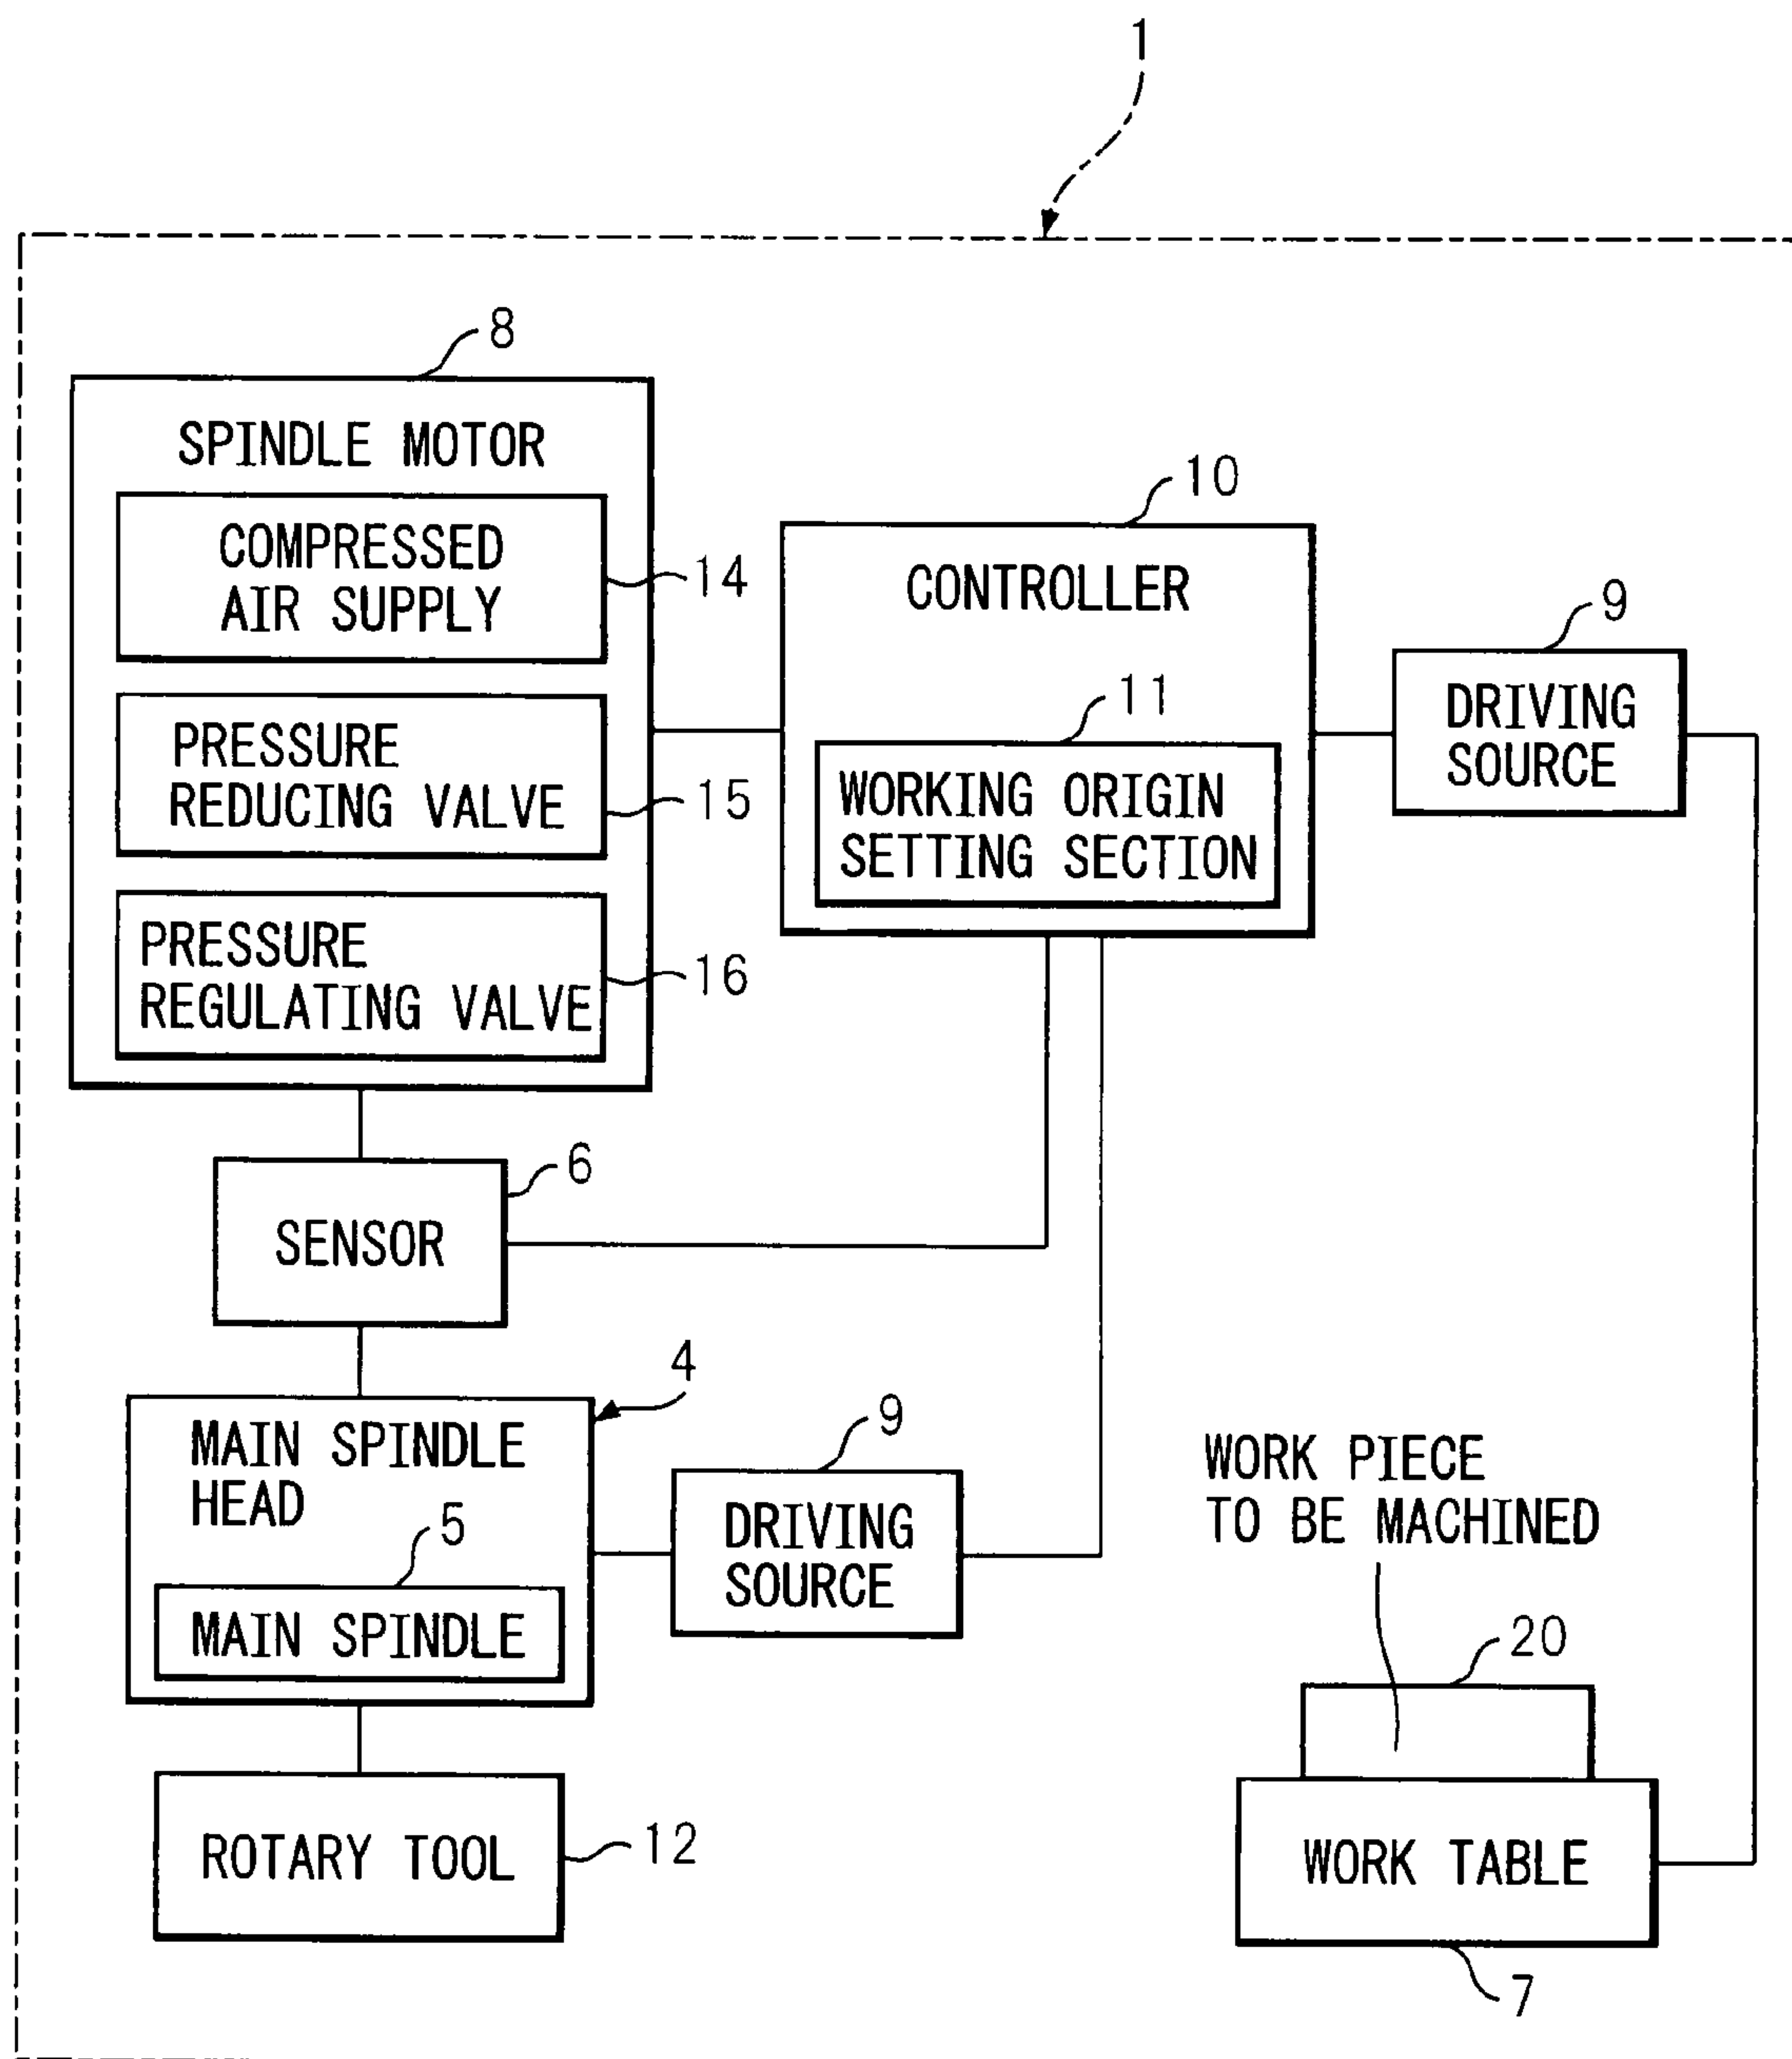 1
8
SPINDLE MOTOR
COMPRESSED
AIR SUPPLY
14
PRESSURE
REDUCING VALVE
15
PRESSURE
REGULATING VALVE
16
10
CONTROLLER
11
WORKING ORIGIN
SETTING SECTION
9
DRIVING
SOURCE
6
SENSOR
4
MAIN SPINDLE
HEAD
5
MAIN SPINDLE
9
DRIVING
SOURCE
WORK PIECE
TO BE MACHINED
20
ROTARY TOOL
12
WORK TABLE
7